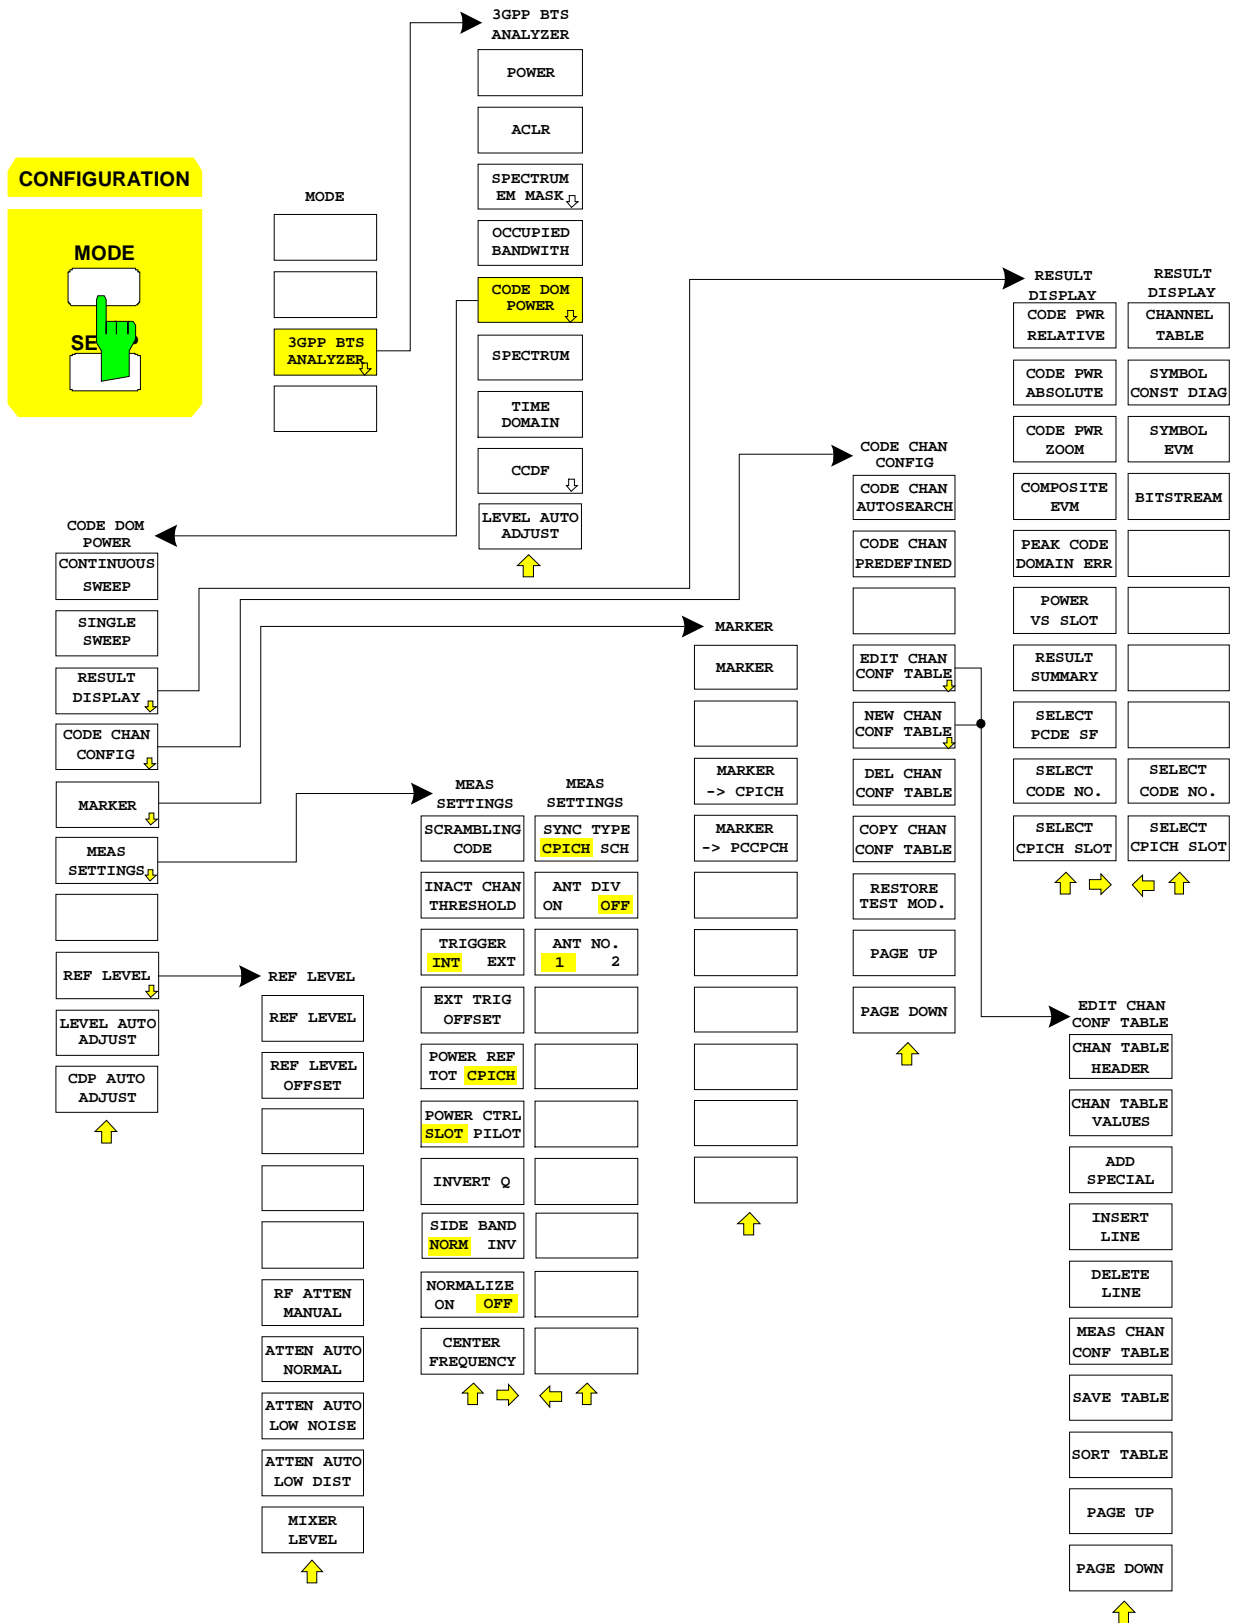 CONFIGURATION
MODE
SE P
MODE
3GPP BTS
ANALYZER
3GPP BTS
ANALYZER
POWER
ACLR
SPECTRUM
EM MASK
OCCUPIED
BANDWITH
CODE DOM
POWER
SPECTRUM
TIME
DOMAIN
CCDF
LEVEL AUTO
ADJUST
CODE DOM
POWER
CONTINUOUS
SWEEP
SINGLE
SWEEP
RESULT
DISPLAY
CODE CHAN
CONFIG
MARKER
MEAS
SETTINGS
REF LEVEL
LEVEL AUTO
ADJUST
CDP AUTO
ADJUST
REF LEVEL
REF LEVEL
REF LEVEL
OFFSET
RF ATTEN
MANUAL
ATTEN AUTO
NORMAL
ATTEN AUTO
LOW NOISE
ATTEN AUTO
LOW DIST
MIXER
LEVEL
MEAS
SETTINGS
SCRAMBLING
CODE
INACT CHAN
THRESHOLD
TRIGGER
INT EXT
EXT TRIG
OFFSET
POWER REF
TOT CPICH
POWER CTRL
SLOT PILOT
INVERT Q
SIDE BAND
NORM INV
NORMALIZE
ON OFF
CENTER
FREQUENCY
MEAS
SETTINGS
SYNC TYPE
CPICH SCH
ANT DIV
ON OFF
ANT NO.
1 2
MARKER
MARKER
MARKER
-> CPICH
MARKER
-> PCCPCH
CODE CHAN
CONFIG
CODE CHAN
AUTOSEARCH
CODE CHAN
PREDEFINED
EDIT CHAN
CONF TABLE
NEW CHAN
CONF TABLE
DEL CHAN
CONF TABLE
COPY CHAN
CONF TABLE
RESTORE
TEST MOD.
PAGE UP
PAGE DOWN
RESULT
DISPLAY
CODE PWR
RELATIVE
CODE PWR
ABSOLUTE
CODE PWR
ZOOM
COMPOSITE
EVM
PEAK CODE
DOMAIN ERR
POWER
VS SLOT
RESULT
SUMMARY
SELECT
PCDE SF
SELECT
CODE NO.
SELECT
CPICH SLOT
RESULT
DISPLAY
CHANNEL
TABLE
SYMBOL
CONST DIAG
SYMBOL
EVM
BITSTREAM
SELECT
CODE NO.
SELECT
CPICH SLOT
EDIT CHAN
CONF TABLE
CHAN TABLE
HEADER
CHAN TABLE
VALUES
ADD
SPECIAL
INSERT
LINE
DELETE
LINE
MEAS CHAN
CONF TABLE
SAVE TABLE
SORT TABLE
PAGE UP
PAGE DOWN